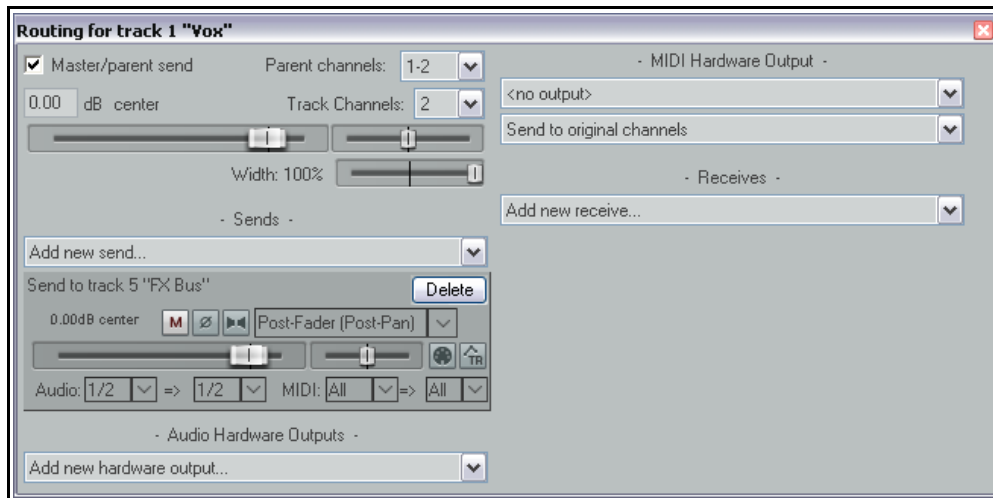 Routing for track 1 "Vox"
Master/parent send Parent channels: 1-2
0.00 dB center Track Channels: 2
Width: 100%
- Sends -
Add new send...
Send to track 5 "FX Bus" Delete
0.00dB center M Ø Post-Fader (Post-Pan)
TR
Audio: 1/2 => 1/2 MIDI: All => All
- Audio Hardware Outputs -
Add new hardware output...
- MIDI Hardware Output -
<no output>
Send to original channels
- Receives -
Add new receive...